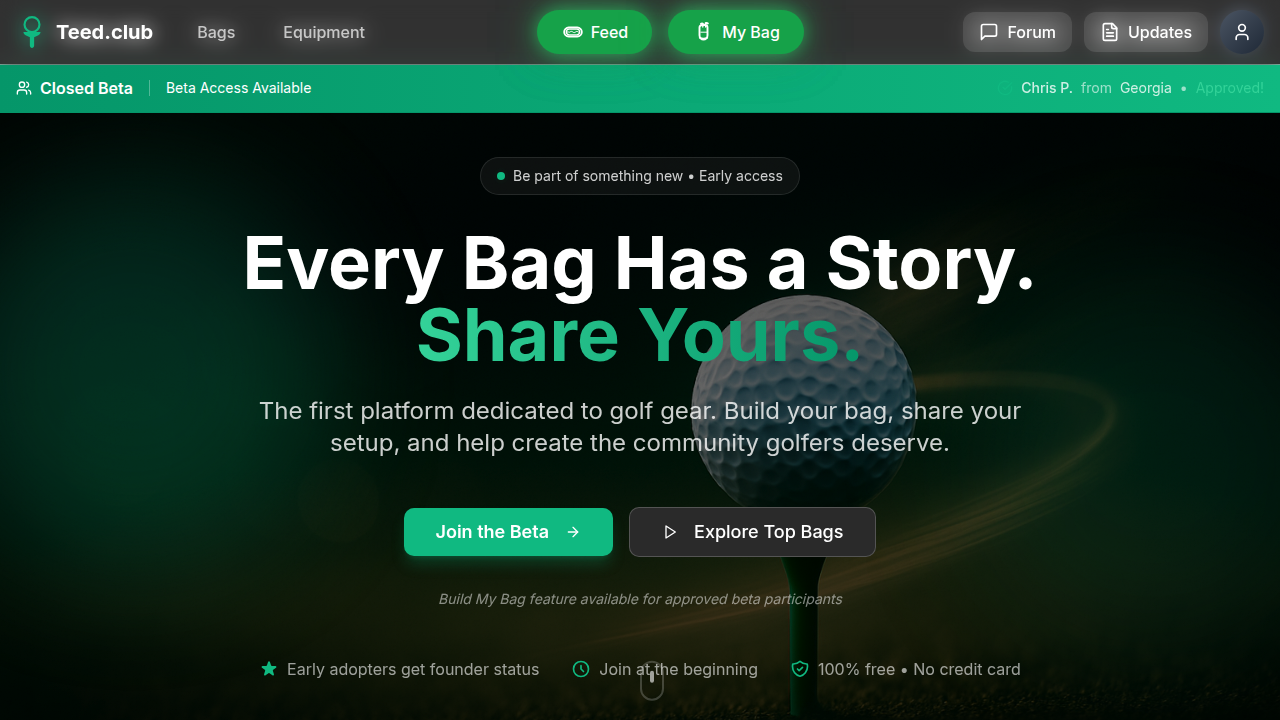 Teed.club
Bags
Equipment
Feed
My Bag
Forum
Updates
Closed Beta
Beta Access Available
Chris P. from Georgia • Approved!
Be part of something new • Early access
Every Bag Has a Story.
Share Yours.
The first platform dedicated to golf gear. Build your bag, share your
setup, and help create the community golfers deserve.
Join the Beta
Explore Top Bags
Build My Bag feature available for approved beta participants
Early adopters get founder status
Join at the beginning
100% free • No credit card